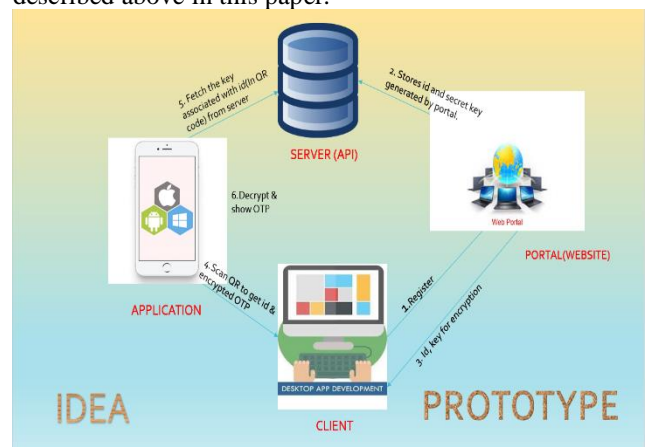 described above in this paper.
5. Fetch the key
associated with id(In QR
code) from server
2. Stores id and secret key
generated by portal.
SERVER (API)
6.Decrypt &
show OTP
Web Portal
PORTAL(WEBSITE)
4.Scan QR to get id &
encrypted OTP
1.Register
3. Id, key for encryption
APPLICATION
DESKTOP APP DEVELOPMENT
CLIENT
IDEA
PROTOTYPE